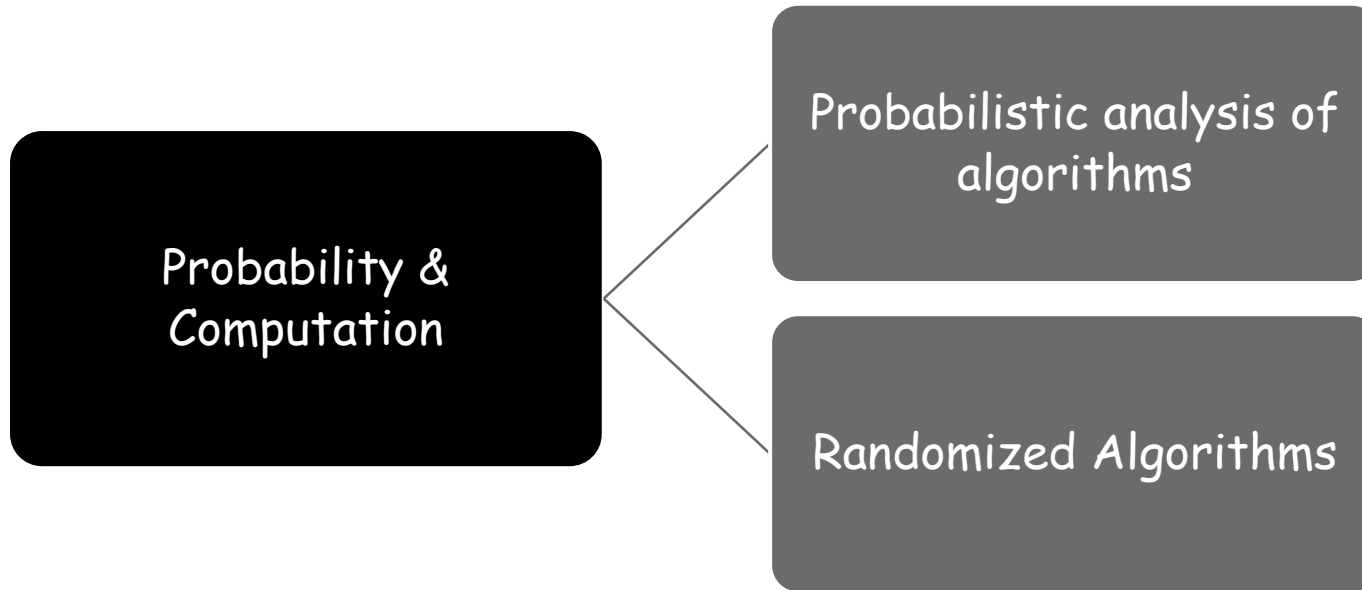 Probability &
Computation
Probabilistic analysis of
algorithms
Randomized Algorithms